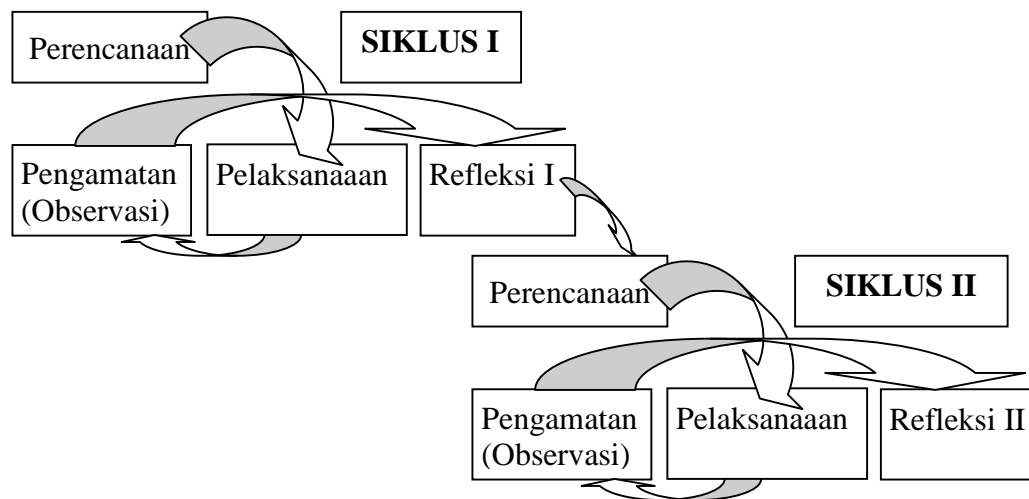 Perencanaan
SIKLUS I
Pengamatan
(Observasi)
Pelaksanaaan
Refleksi I
Perencanaan
SIKLUS II
Pengamatan
(Observasi)
Pelaksanaaan
Refleksi II